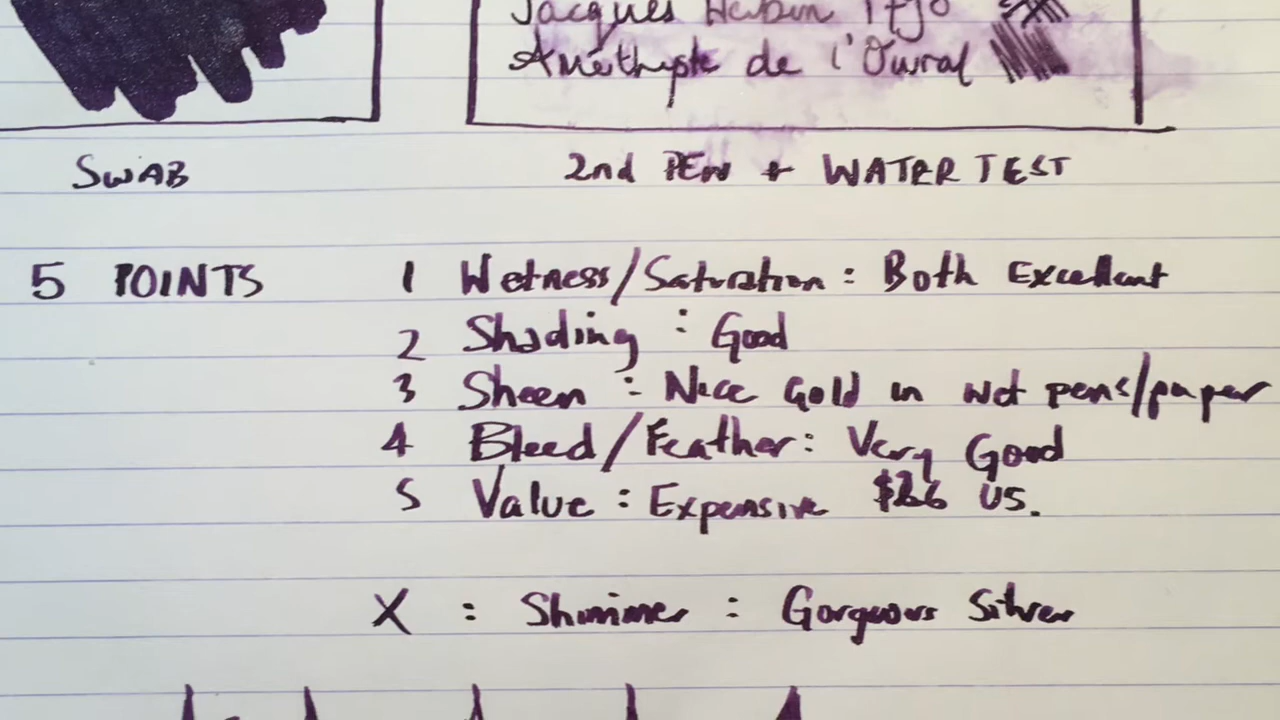 Jacques Herbin
Améthyste de l'Oural
SWAB
2nd PEN + WATER TEST
5 POINTS
1 Wetness/Saturation : Both Excellent
2 Shading : Good
3 Sheen : Nice Gold in wet pens/paper
4 Bleed/Feather : Very Good
5 Value : Expensive $26 US.
X : Shimmer : Gorgeous Silver